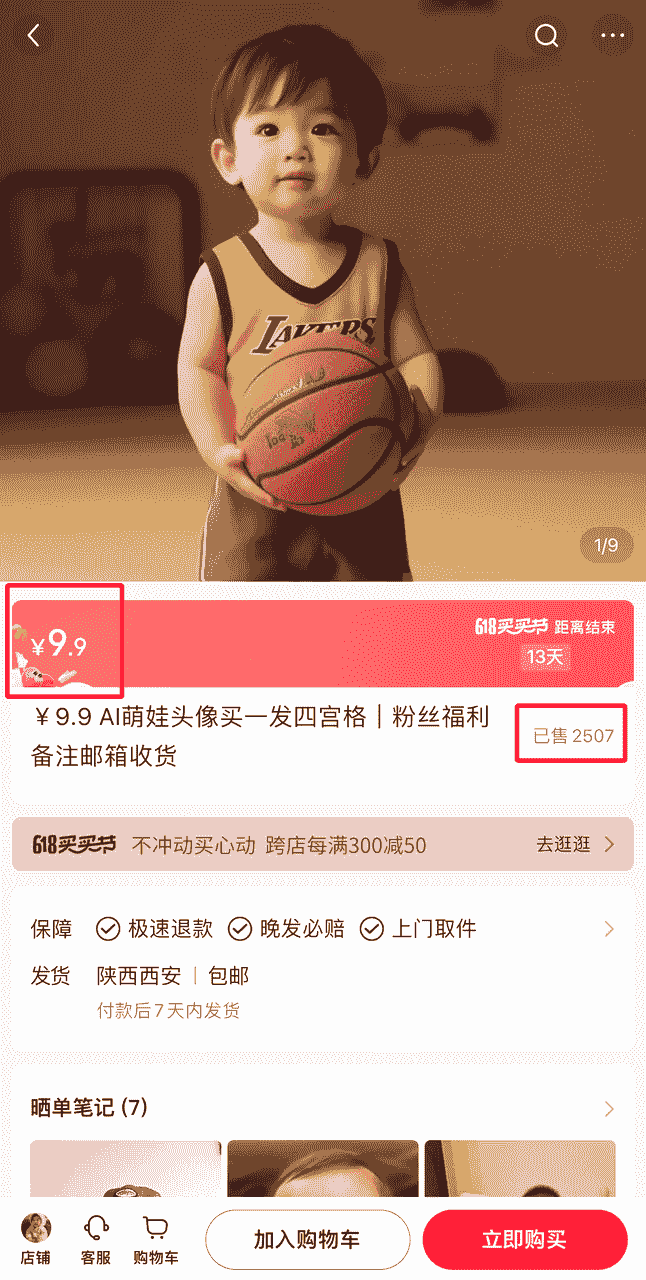 LAKERS
1/9
¥9.9
618买买节 距离结束
13天
￥9.9 AI萌娃头像买一发四宫格｜粉丝福利
备注邮箱收货
已售 2507
618买买节 不冲动买心动 跨店每满300减50 去逛逛
保障 极速退款 晚发必赔 上门取件
发货 陕西西安 | 包邮
付款后 7 天内发货
晒单笔记 (7)
店铺 客服 购物车 加入购物车 立即购买